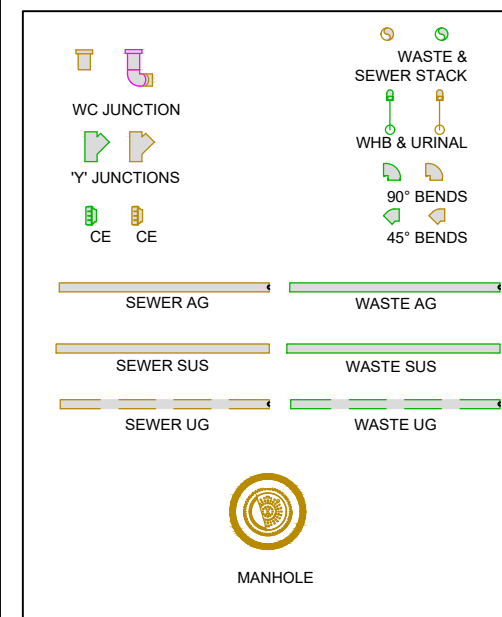 WASTE &
SEWER STACK
WC JUNCTION
WHB & URINAL
'Y' JUNCTIONS
90° BENDS
CE CE
45° BENDS
SEWER AG
WASTE AG
SEWER SUS
WASTE SUS
SEWER UG
WASTE UG
MANHOLE